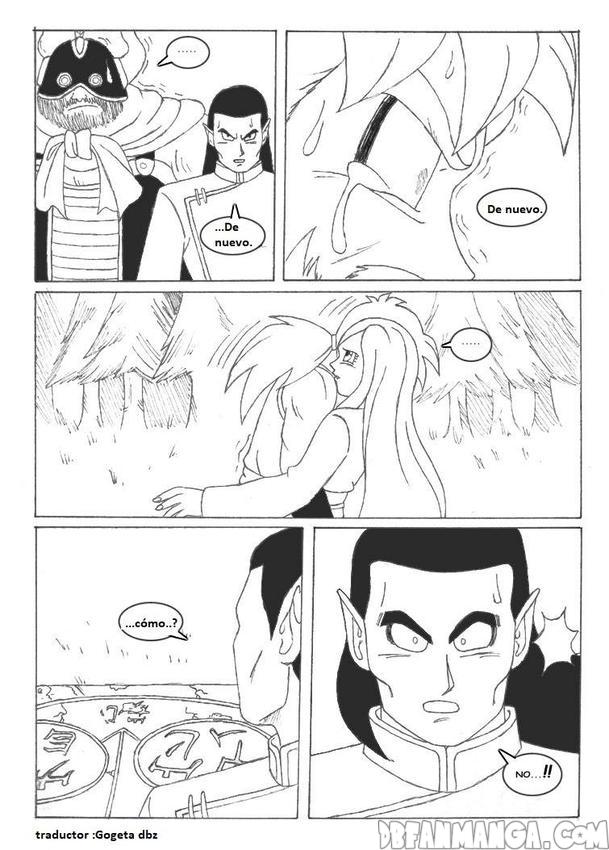 .....
...De
nuevo.
De nuevo.
.....
...cómo..?
NO...!!
traductor :Gogeta dbz
DBFANMANGA.COM